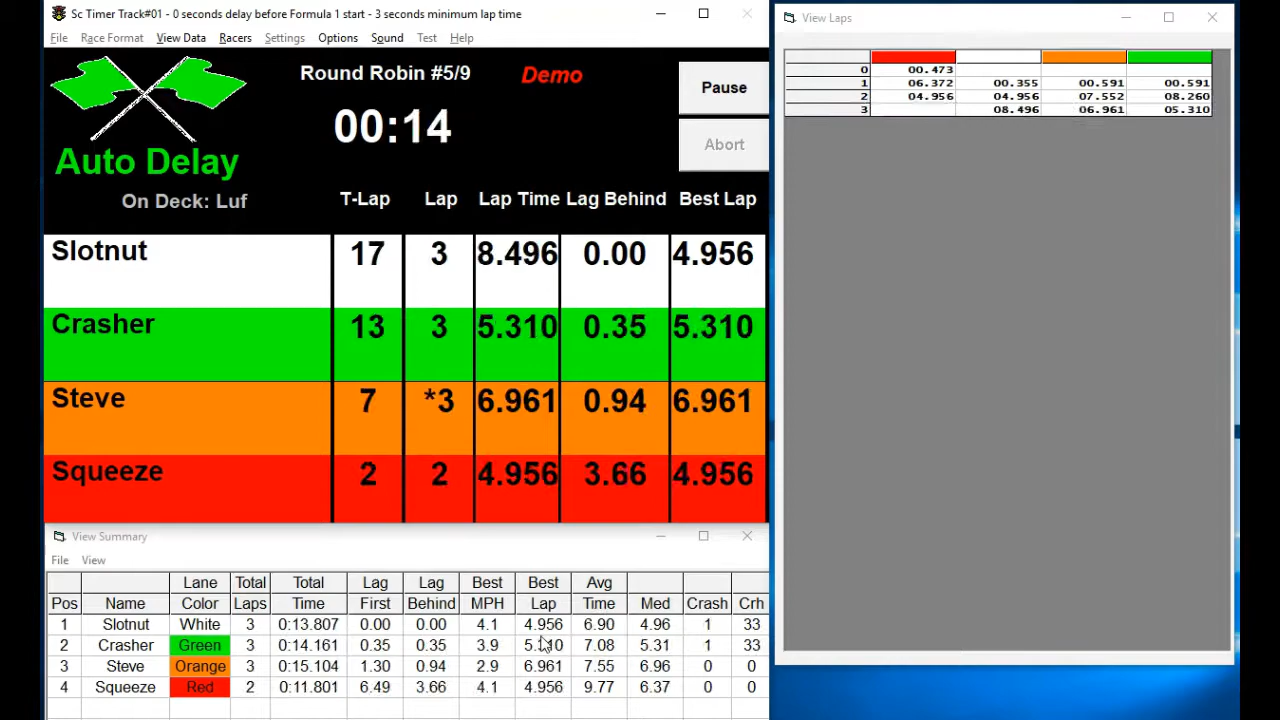 Sc Timer Track#01 - 0 seconds delay before Formula 1 start - 3 seconds minimum lap time
File Race Format View Data Racers Settings Options Sound Test Help
Round Robin #5/9 Demo
Pause
00:14
Abort
Auto Delay
On Deck: Luf
T-Lap Lap Lap Time Lag Behind Best Lap
Slotnut 17 3 8.496 0.00 4.956
Crasher 13 3 5.310 0.35 5.310
Steve 7 *3 6.961 0.94 6.961
Squeeze 2 2 4.956 3.66 4.956
View Summary
File View
Lane Total Total Lag Lag Best Best Avg
Pos Name Color Laps Time First Behind MPH Lap Time Med Crash Crh
1 Slotnut White 3 0:13.807 0.00 0.00 4.1 4.956 6.90 4.96 1 33
2 Crasher Green 3 0:14.161 0.35 0.35 3.9 7.08 5.31 1 33
3 Steve Orange 3 0:15.104 1.30 0.94 2.9 6.961 7.55 6.96 0 0
4 Squeeze Red 2 0:11.801 6.49 3.66 4.1 4.956 9.77 6.37 0 0
View Laps
0 00.473
1 06.372 00.355 00.591 00.591
2 04.956 04.956 07.552 08.260
3 08.496 06.961 05.310